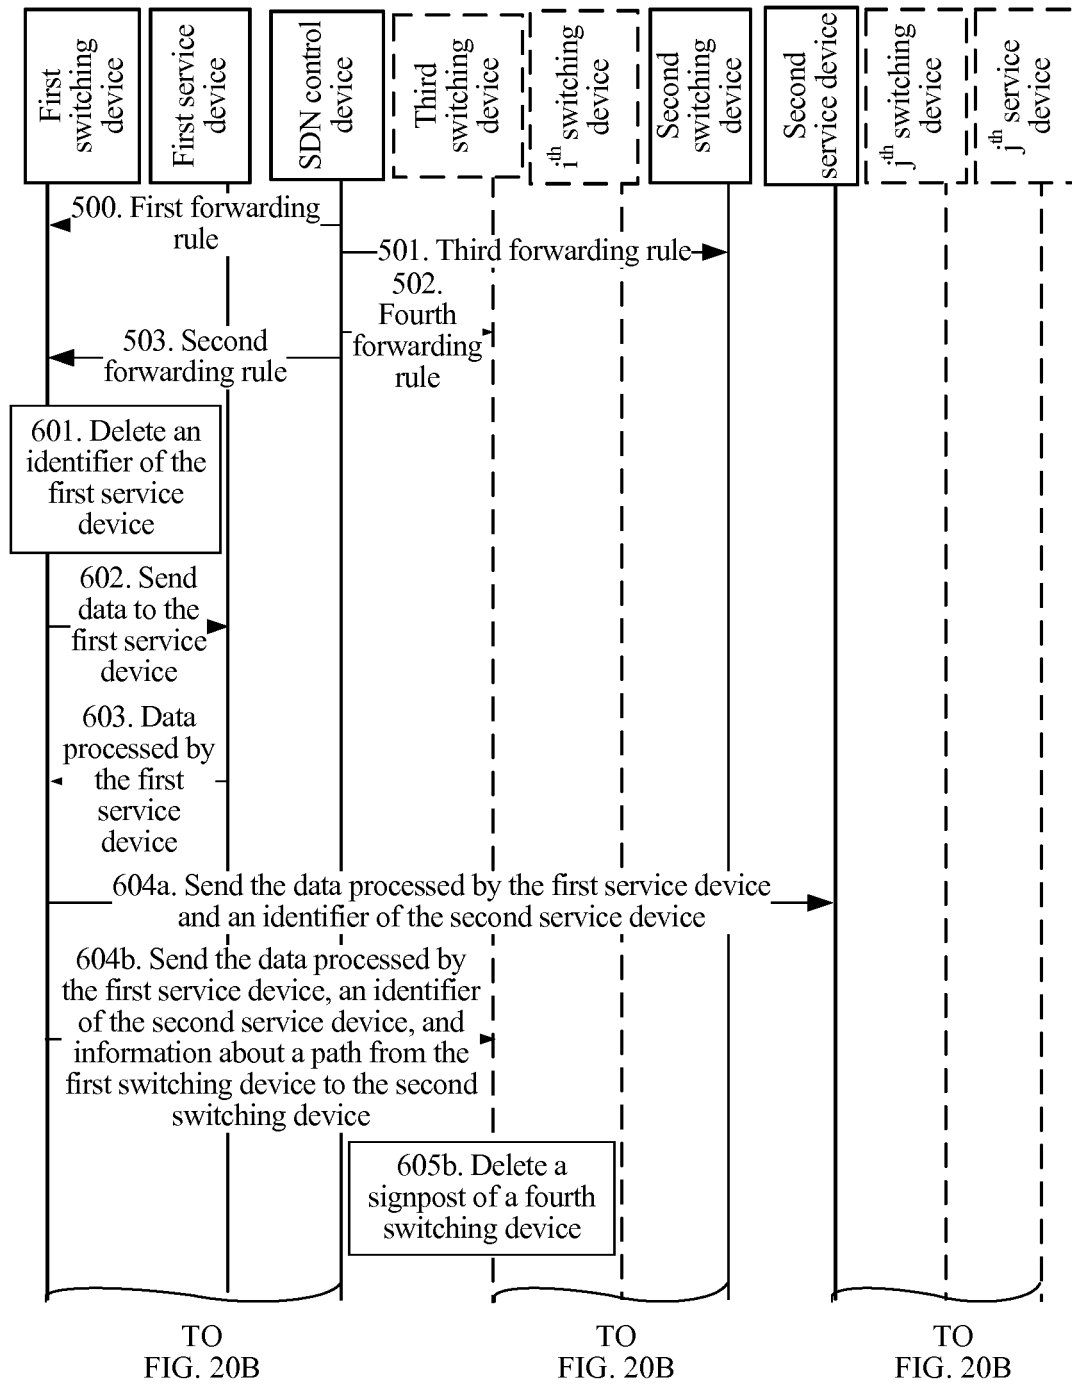 First
switching
device
First service
device
SDN control
device
Third
switching
device
i^th switching
device
Second
switching
device
Second
service device
j^th switching
device
j^th service
device
500. First forwarding
rule
501. Third forwarding rule
502.
Fourth
forwarding
rule
503. Second
forwarding rule
601. Delete an
identifier of the
first service
device
602. Send
data to the
first service
device
603. Data
processed by
the first
service
device
604a. Send the data processed by the first service device
and an identifier of the second service device
604b. Send the data processed by
the first service device, an identifier
of the second service device, and
information about a path from the
first switching device to the second
switching device
605b. Delete a
signpost of a fourth
switching device
TO
FIG. 20B
TO
FIG. 20B
TO
FIG. 20B